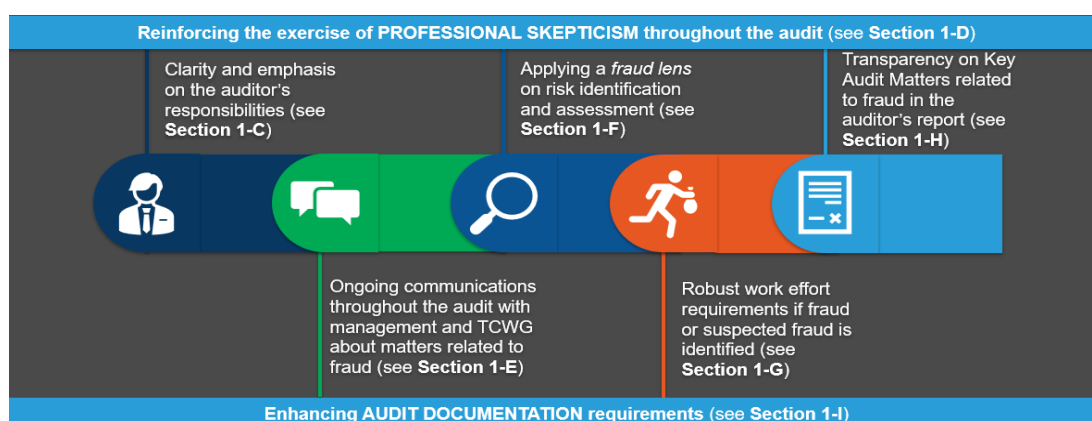 Reinforcing the exercise of PROFESSIONAL SKEPTICISM throughout the audit (see Section 1-D)
Clarity and emphasis
on the auditor's
responsibilities (see
Section 1-C)
Applying a fraud lens
on risk identification
and assessment (see
Section 1-F)
Transparency on Key
Audit Matters related
to fraud in the
auditor's report (see
Section 1-H)
Ongoing communications
throughout the audit with
management and TCWG
about matters related to
fraud (see Section 1-E)
Robust work effort
requirements if fraud
or suspected fraud is
identified (see
Section 1-G)
Enhancing AUDIT DOCUMENTATION requirements (see Section 1-I)